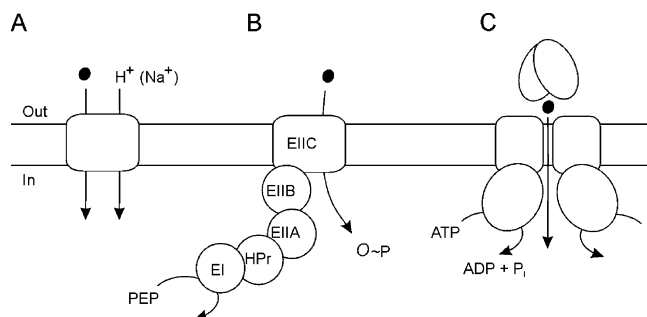 A
B
C
H⁺ (Na⁺)
Out
In
EIIC
EIIB
EIIA
HPr
EI
PEP
O~P
ATP
ADP + Pᵢ